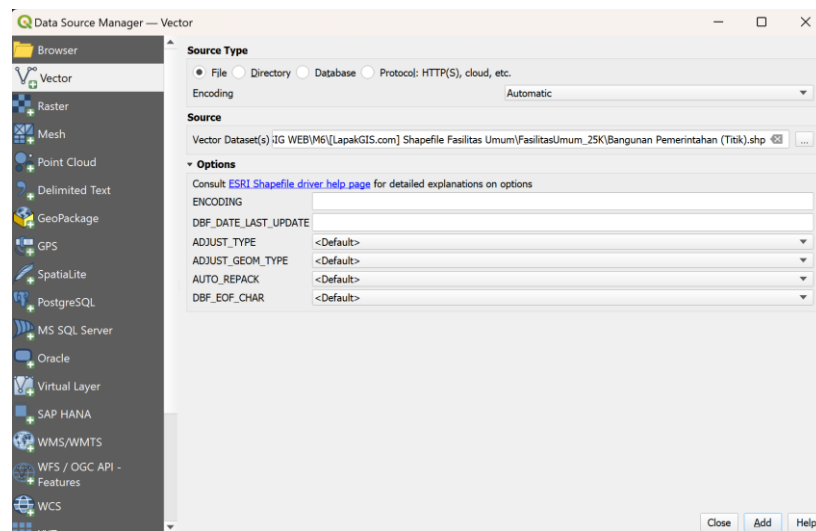 Data Source Manager — Vector
Browser
Vector
Raster
Mesh
Point Cloud
Delimited Text
GeoPackage
GPS
SpatiaLite
PostgreSQL
MS SQL Server
Oracle
Virtual Layer
SAP HANA
WMS/WMTS
WFS / OGC API -
Features
WCS
Source Type
File Directory Database Protocol: HTTP(S), cloud, etc.
Encoding Automatic
Source
Vector Dataset(s) SIG WEB\M6\[LapakGIS.com] Shapefile Fasilitas Umum\FasilitasUmum_25K\Bangunan Pemerintahan (Titik).shp ...
Options
Consult ESRI Shapefile driver help page for detailed explanations on options
ENCODING
DBF_DATE_LAST_UPDATE
ADJUST_TYPE <Default>
ADJUST_GEOM_TYPE <Default>
AUTO_REPACK <Default>
DBF_EOF_CHAR <Default>
Close Add Help